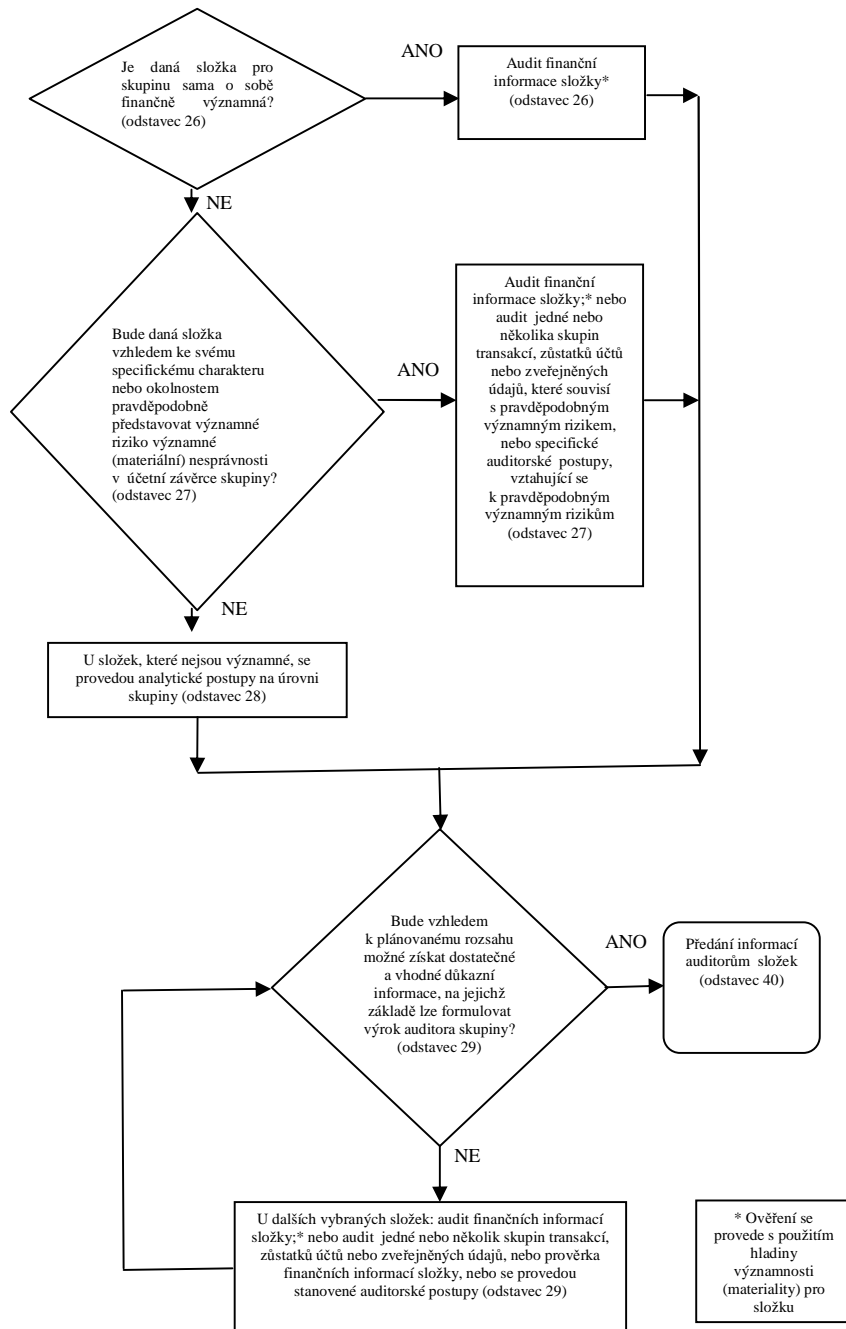 Je daná složka pro
skupinu sama o sobě
finančně významná?
(odstavec 26)
ANO
Audit finanční
informace složky*
(odstavec 26)
NE
Bude daná složka
vzhledem ke svému
specifickému charakteru
nebo okolnostem
pravděpodobně
představovat významné
riziko významné
(materiální) nesprávnosti
v účetní závěrce skupiny?
(odstavec 27)
ANO
Audit finanční
informace složky;* nebo
audit jedné nebo
několika skupin
transakcí, zůstatků účtů
nebo zveřejněných
údajů, které souvisí
s pravděpodobným
významným rizikem,
nebo specifické
auditorské postupy,
vztahující se
k pravděpodobným
významným rizikům
(odstavec 27)
NE
U složek, které nejsou významné, se
provedou analytické postupy na úrovni
skupiny (odstavec 28)
Bude vzhledem
k plánovanému rozsahu
možné získat dostatečné
a vhodné důkazní
informace, na jejichž
základě lze formulovat
výrok auditora skupiny?
(odstavec 29)
ANO
Předání informací
auditorům složek
(odstavec 40)
NE
U dalších vybraných složek: audit finančních informací
složky;* nebo audit jedné nebo několik skupin transakcí,
zůstatků účtů nebo zveřejněných údajů, nebo prověrka
finančních informací složky, nebo se provedou
stanovené auditorské postupy (odstavec 29)
* Ověření se
provede s použitím
hladiny
významnosti
(materiality) pro
složku